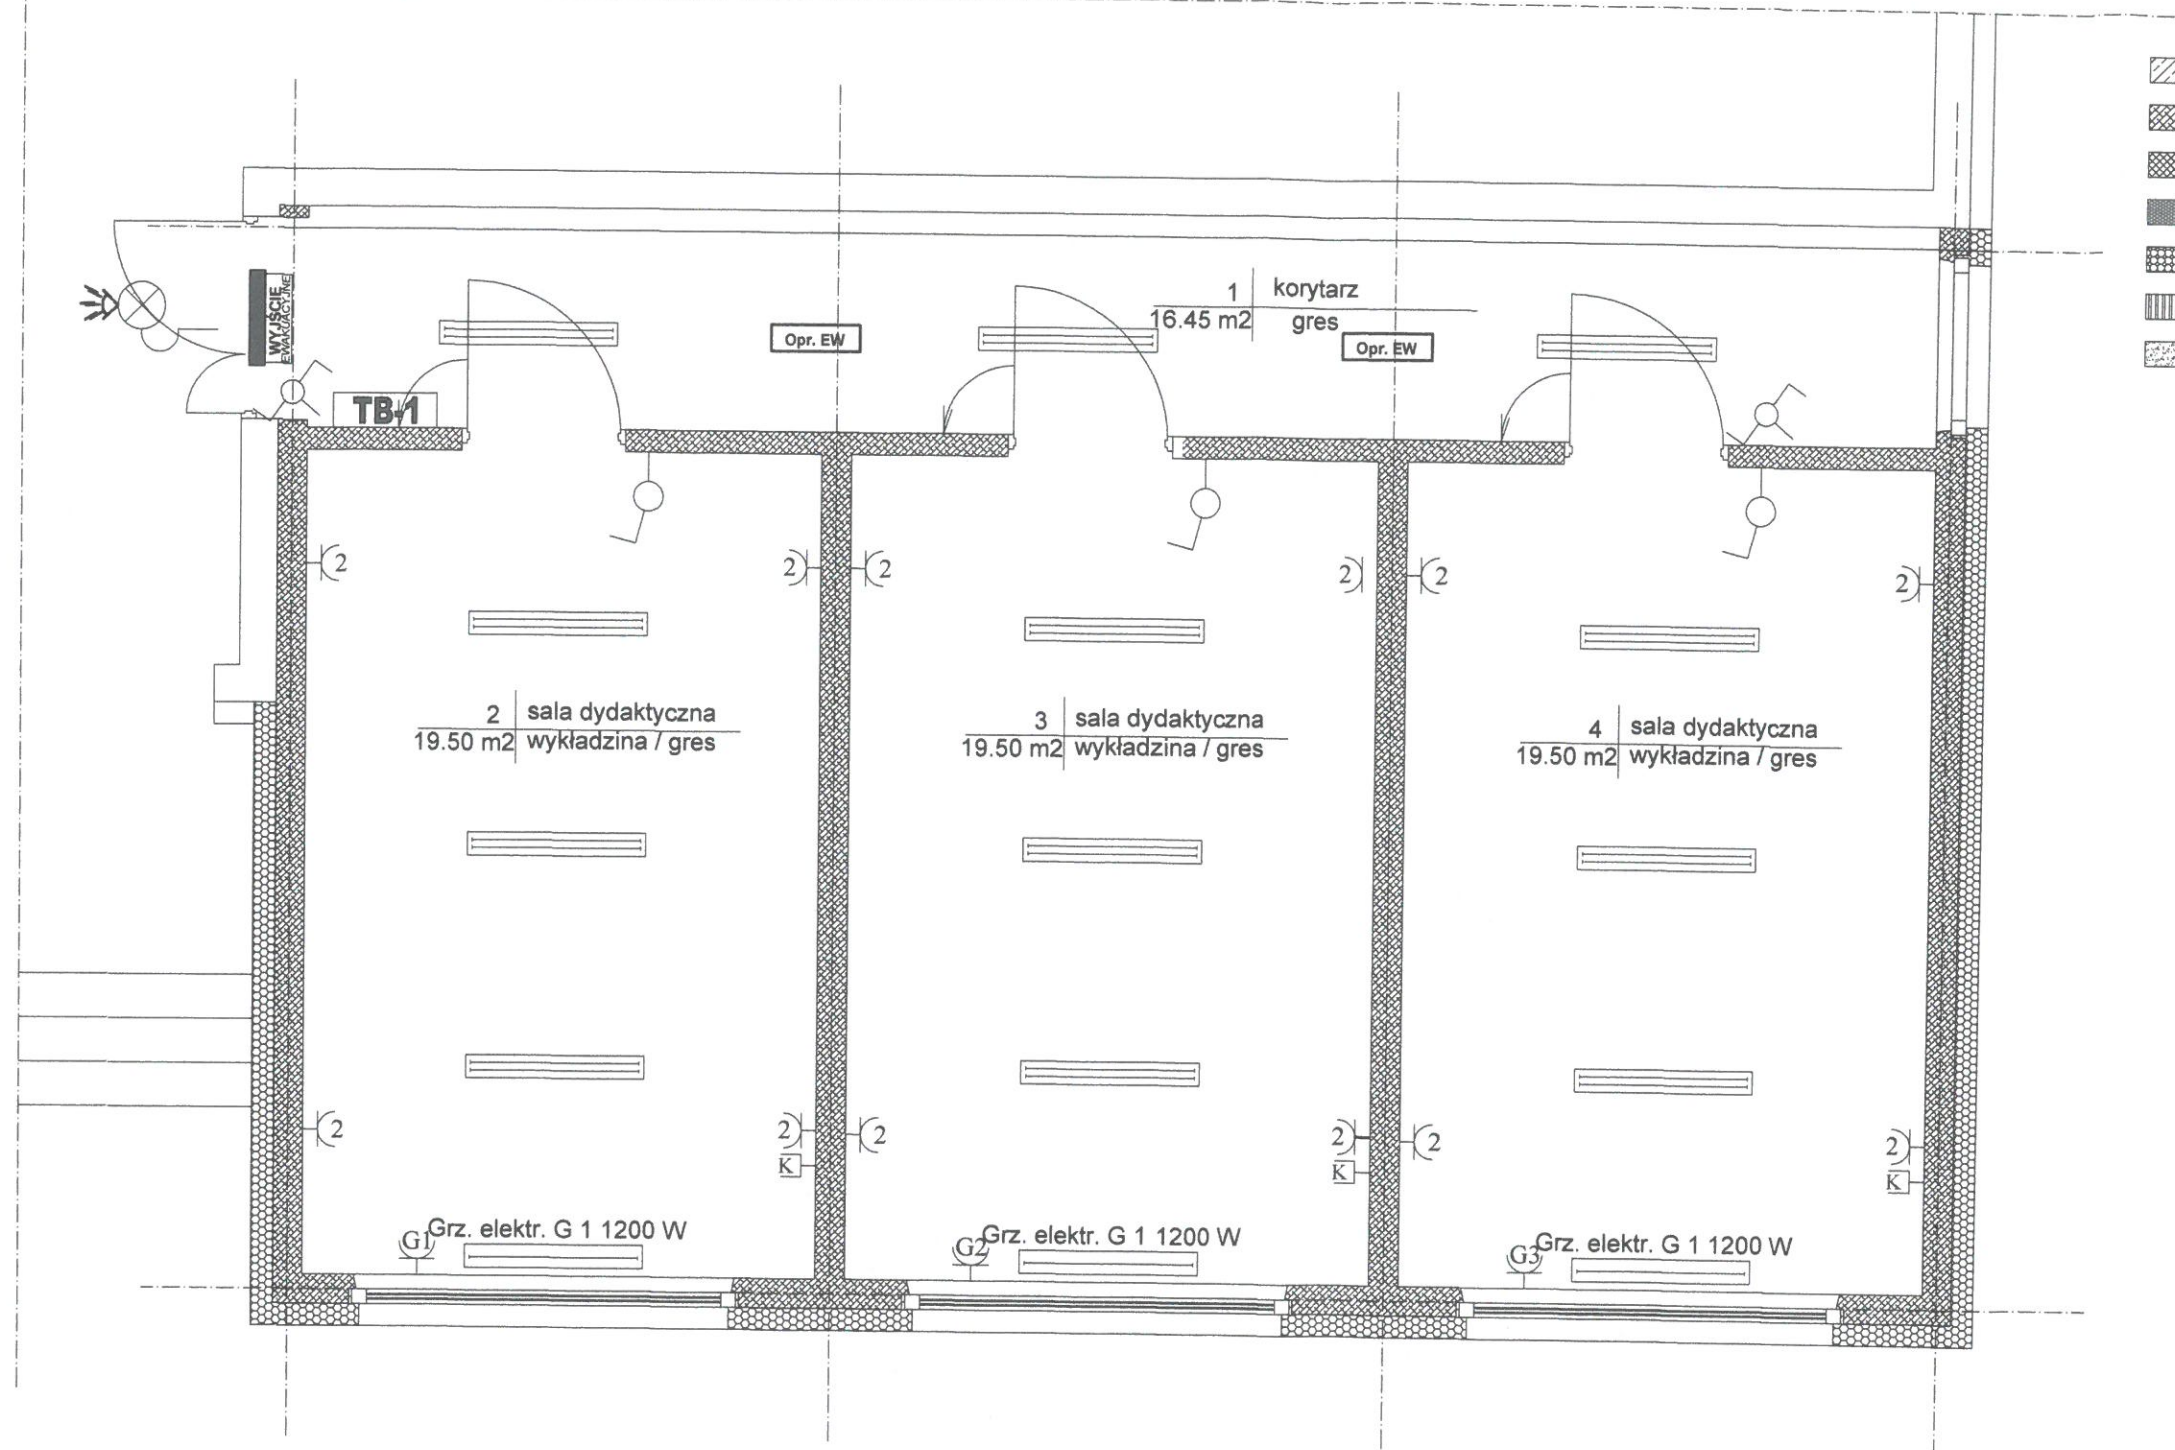 WYJŚCIE
EWAKUACYJNE
TB-1
Opr. EW
1 korytarz
16.45 m2 gres
Opr. EW
2
2
2
2
2
2
2 sala dydaktyczna
19.50 m2 wykładzina / gres
3 sala dydaktyczna
19.50 m2 wykładzina / gres
4 sala dydaktyczna
19.50 m2 wykładzina / gres
2
2
2
2
2
2
K
K
K
G1
Grz. elektr. G 1 1200 W
G2
Grz. elektr. G 1 1200 W
G3
Grz. elektr. G 1 1200 W